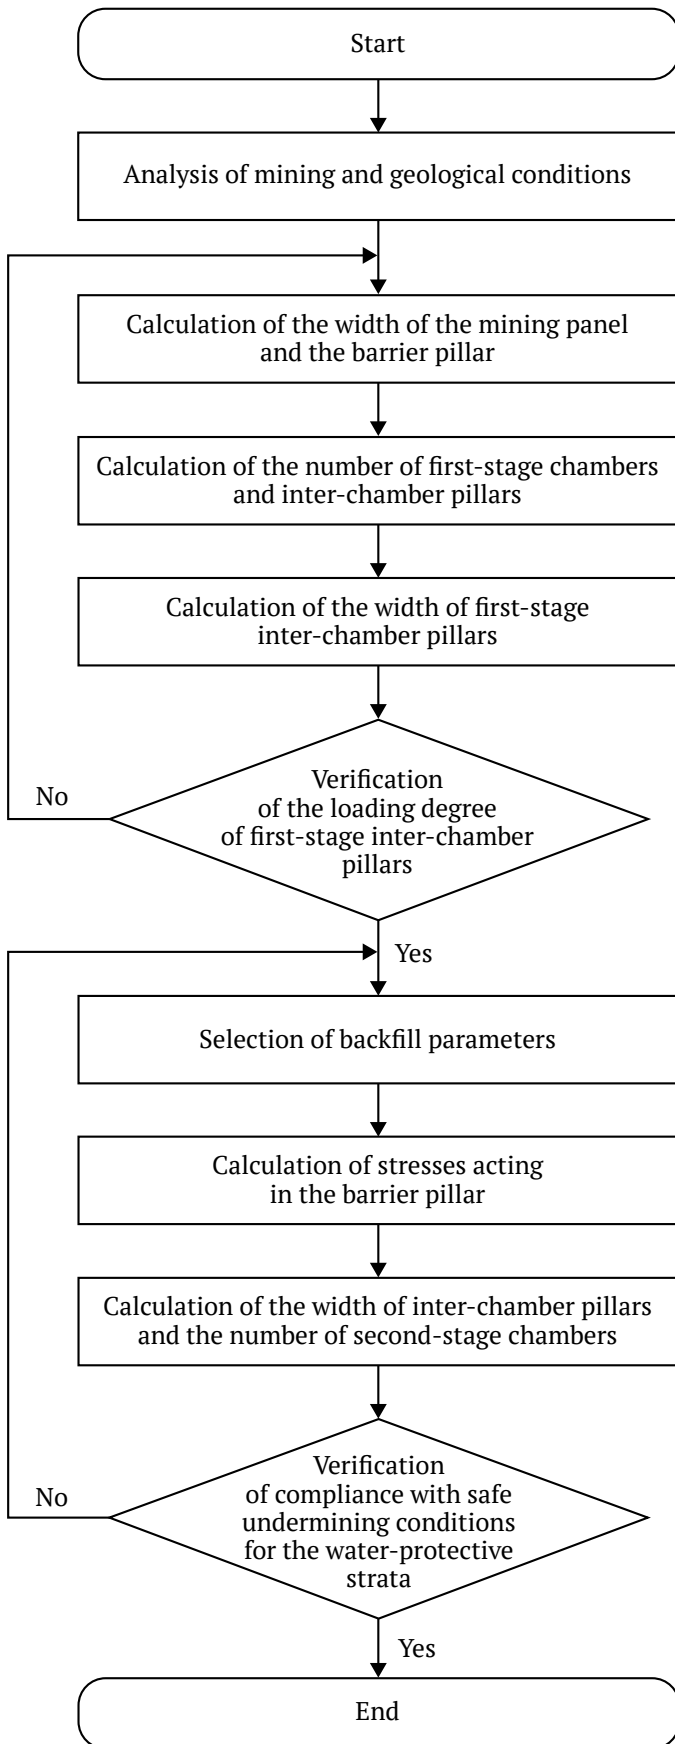 Start
Analysis of mining and geological conditions
Calculation of the width of the mining panel
and the barrier pillar
Calculation of the number of first-stage chambers
and inter-chamber pillars
Calculation of the width of first-stage
inter-chamber pillars
Verification
of the loading degree
of first-stage inter-chamber
pillars
No
Yes
Selection of backfill parameters
Calculation of stresses acting
in the barrier pillar
Calculation of the width of inter-chamber pillars
and the number of second-stage chambers
Verification
of compliance with safe
undermining conditions
for the water-protective
strata
No
Yes
End